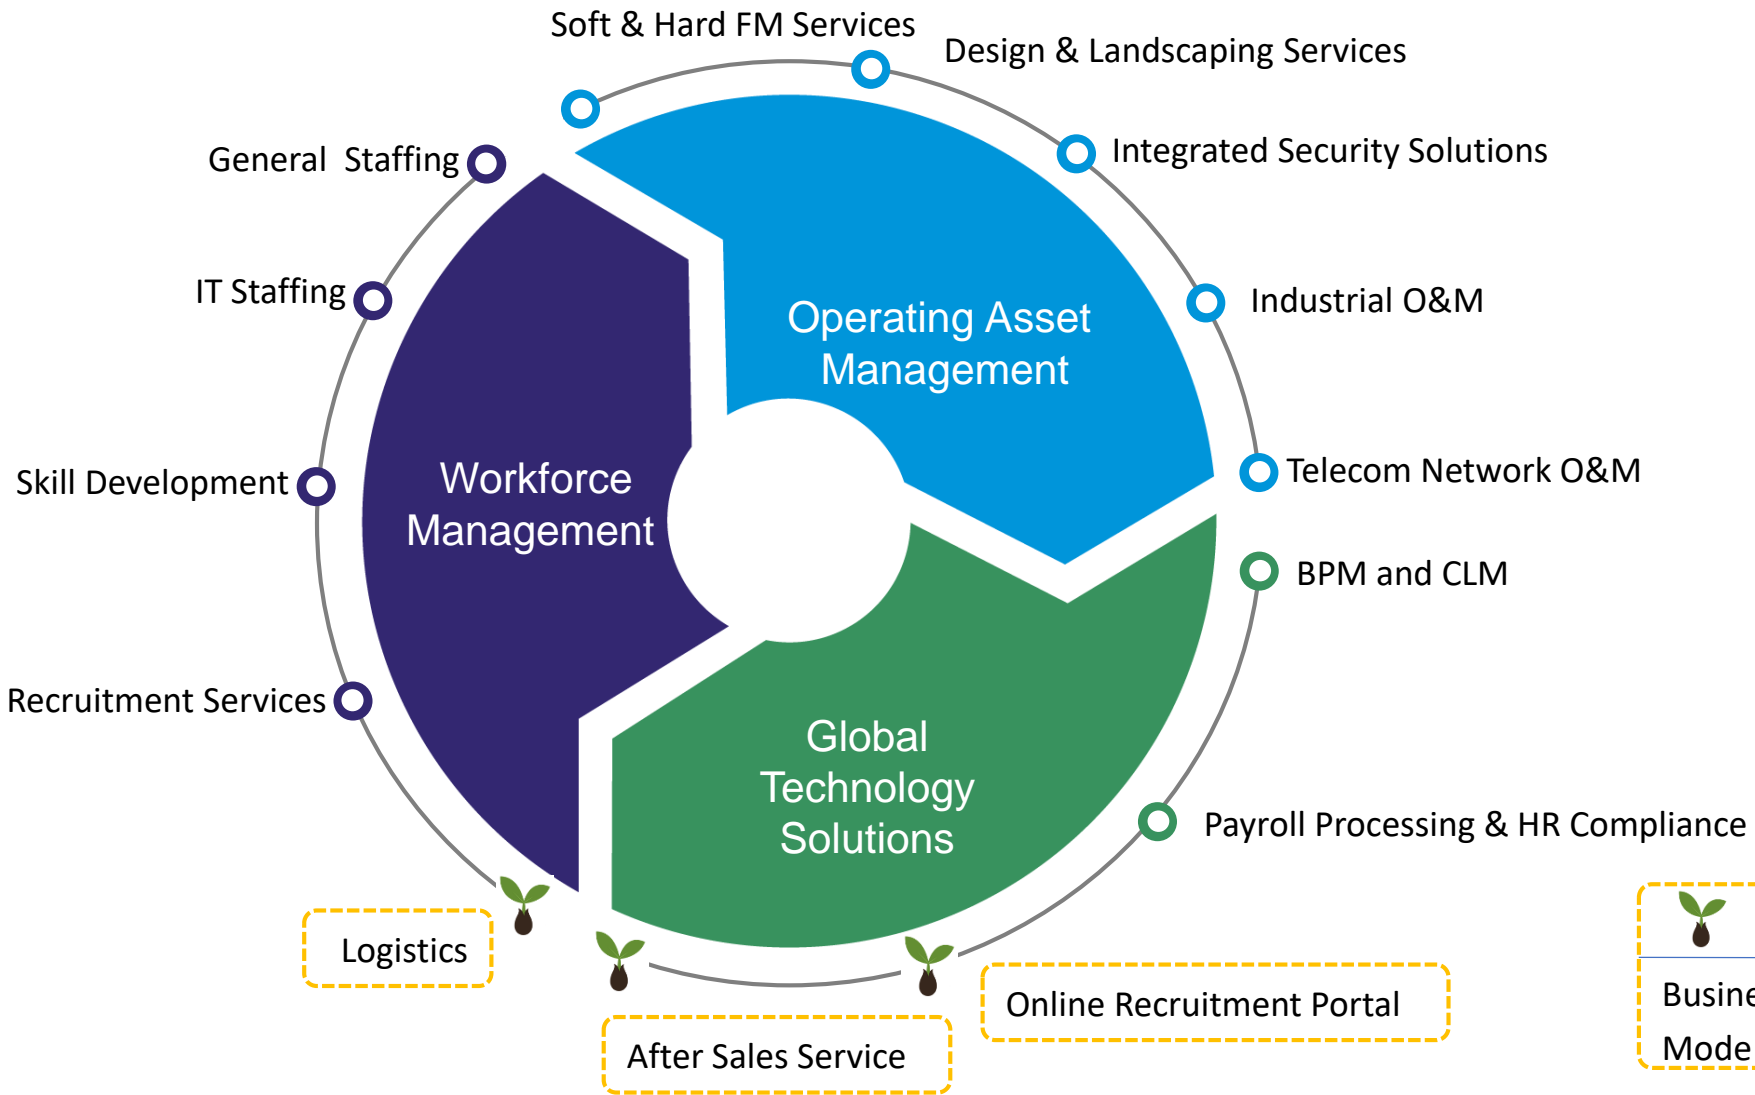 Soft & Hard FM Services
Design & Landscaping Services
General  Staffing
Integrated Security Solutions
IT Staffing
Industrial O&M
Operating Asset
Management
Skill Development
Workforce
Management
Telecom Network O&M
BPM and CLM
Recruitment Services
Global
Technology
Solutions
Payroll Processing & HR Compliance
Logistics
Online Recruitment Portal
After Sales Service